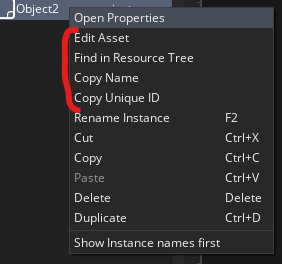 Object2
Open Properties
Edit Asset
Find in Resource Tree
Copy Name
Copy Unique ID
Rename Instance F2
Cut Ctrl+X
Copy Ctrl+C
Paste Ctrl+V
Delete Delete
Duplicate Ctrl+D
Show Instance names first